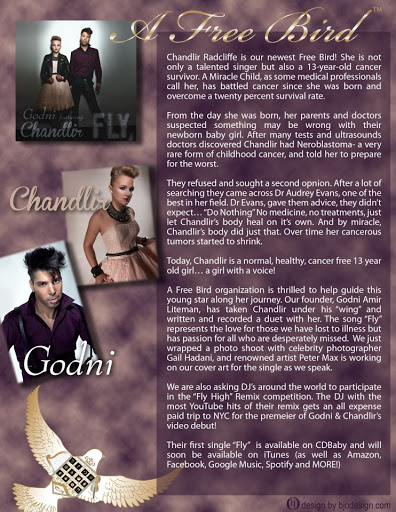 A Free Bird™
Godni featuring
Chandlir
FLY,
Chandlir
Godni
Chandlir Radcliffe is our newest Free Bird! She is not
only a talented singer but also a 13-year-old cancer
survivor. A Miracle Child, as some medical professionals
call her, has battled cancer since she was born and
overcome a twenty percent survival rate.
From the day she was born, her parents and doctors
suspected something may be wrong with their
newborn baby girl. After many tests and ultrasounds
doctors discovered Chandlir had Neroblastoma- a very
rare form of childhood cancer, and told her to prepare
for the worst.
They refused and sought a second opnion. After a lot of
searching they came across Dr Audrey Evans, one of the
best in her field. Dr Evans, gave them advice, they didn't
expect… "Do Nothing" No medicine, no treatments, just
let Chandlir's body heal on it's own. And by miracle,
Chandlir's body did just that. Over time her cancerous
tumors started to shrink.
Today, Chandlir is a normal, healthy, cancer free 13 year
old girl… a girl with a voice!
A Free Bird organization is thrilled to help guide this
young star along her journey. Our founder, Godni Amir
Liteman, has taken Chandlir under his "wing" and
written and recorded a duet with her. The song "Fly"
represents the love for those we have lost to illness but
has passion for all who are desperately missed. We just
wrapped a photo shoot with celebrity photographer
Gail Hadani, and renowned artist Peter Max is working
on our cover art for the single as we speak.
We are also asking DJ's around the world to participate
in the "Fly High" Remix competition. The DJ with the
most YouTube hits of their remix gets an all expense
paid trip to NYC for the premeier of Godni & Chandlir's
video debut!
Their first single "Fly" is available on CDBaby and will
soon be available on iTunes (as well as Amazon,
Facebook, Google Music, Spotify and MORE!)
design by bjodesign.com